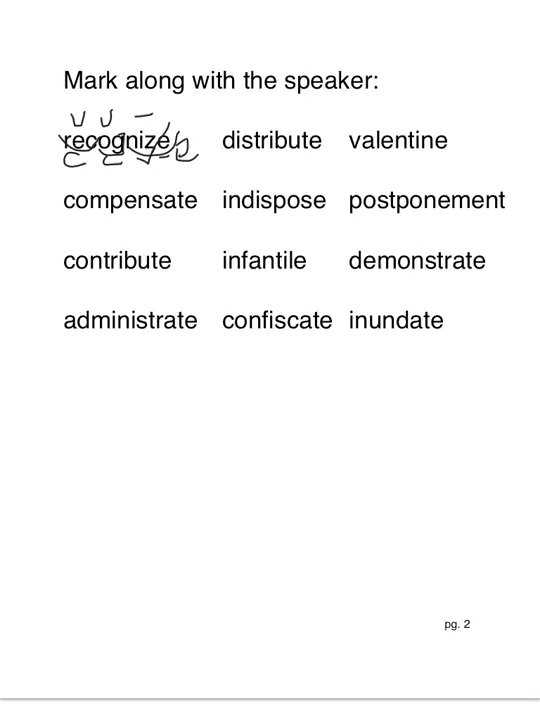 Mark along with the speaker:
recognize distribute valentine
compensate indispose postponement
contribute infantile demonstrate
administrate confiscate inundate
pg. 2